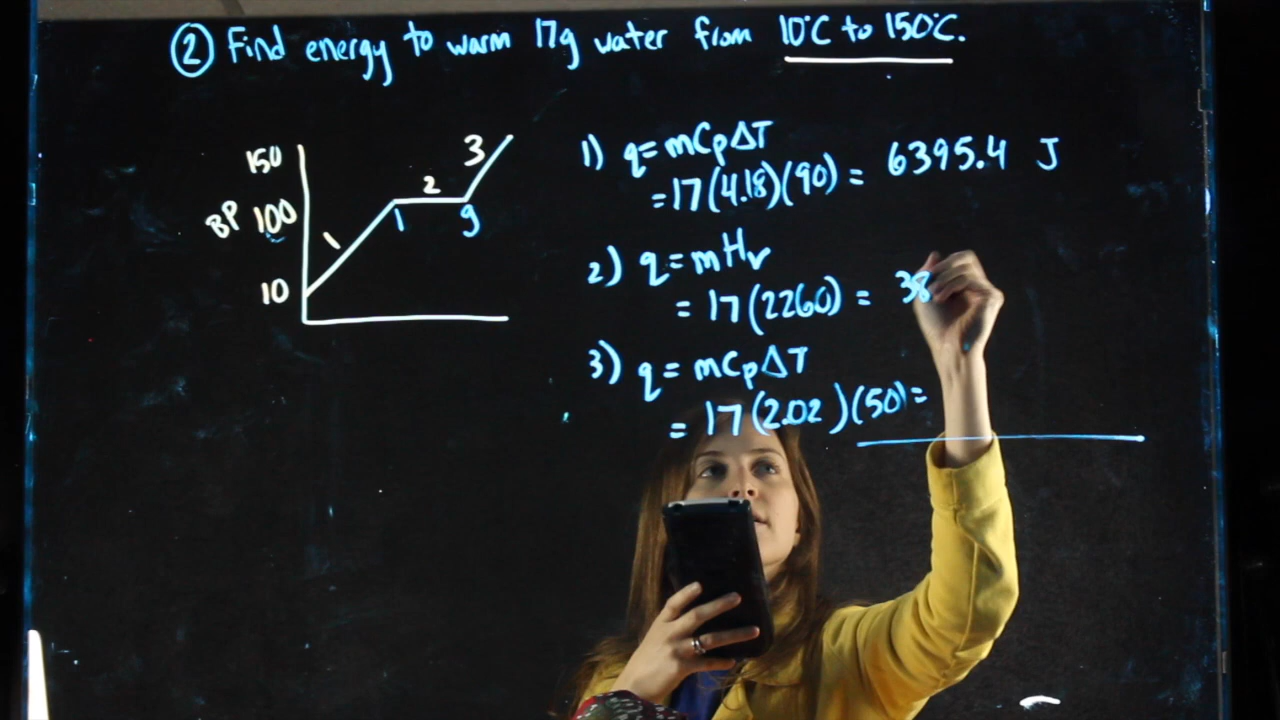 ② Find energy to warm 17g water from 10°C to 150°C.
150
BP 100
10
1
2
3
l
g
1) q = mCpΔT
= 17(4.18)(90) = 6395.4 J
2) q = mHv
= 17(2260) = 38
3) q = mCpΔT
= 17(2.02)(50) =